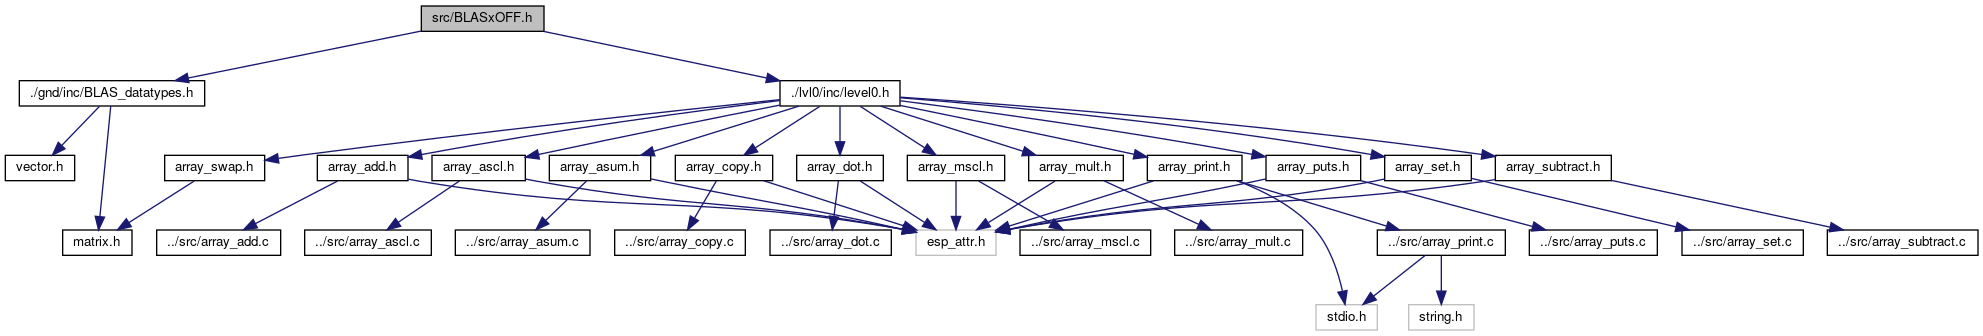 src/BLASxOFF.h
./gnd/inc/BLAS_datatypes.h
./lvl0/inc/level0.h
vector.h
array_swap.h
array_add.h
array_ascl.h
array_asum.h
array_copy.h
array_dot.h
array_mscl.h
array_mult.h
array_print.h
array_puts.h
array_set.h
array_subtract.h
matrix.h
../src/array_add.c
../src/array_ascl.c
../src/array_asum.c
../src/array_copy.c
../src/array_dot.c
esp_attr.h
../src/array_mscl.c
../src/array_mult.c
../src/array_print.c
../src/array_puts.c
../src/array_set.c
../src/array_subtract.c
stdio.h
string.h